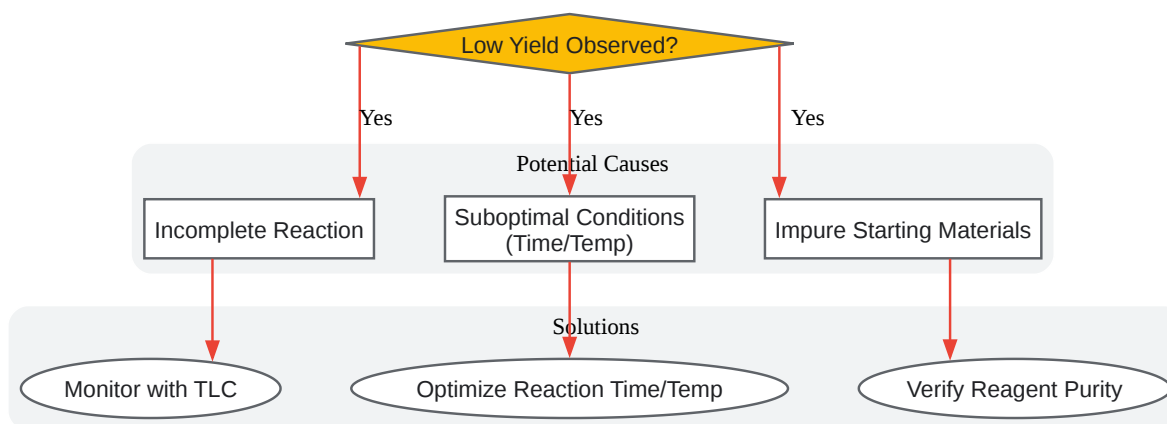 Low Yield Observed?
Yes
Yes
Yes
Potential Causes
Incomplete Reaction
Suboptimal Conditions
(Time/Temp)
Impure Starting Materials
Solutions
Monitor with TLC
Optimize Reaction Time/Temp
Verify Reagent Purity